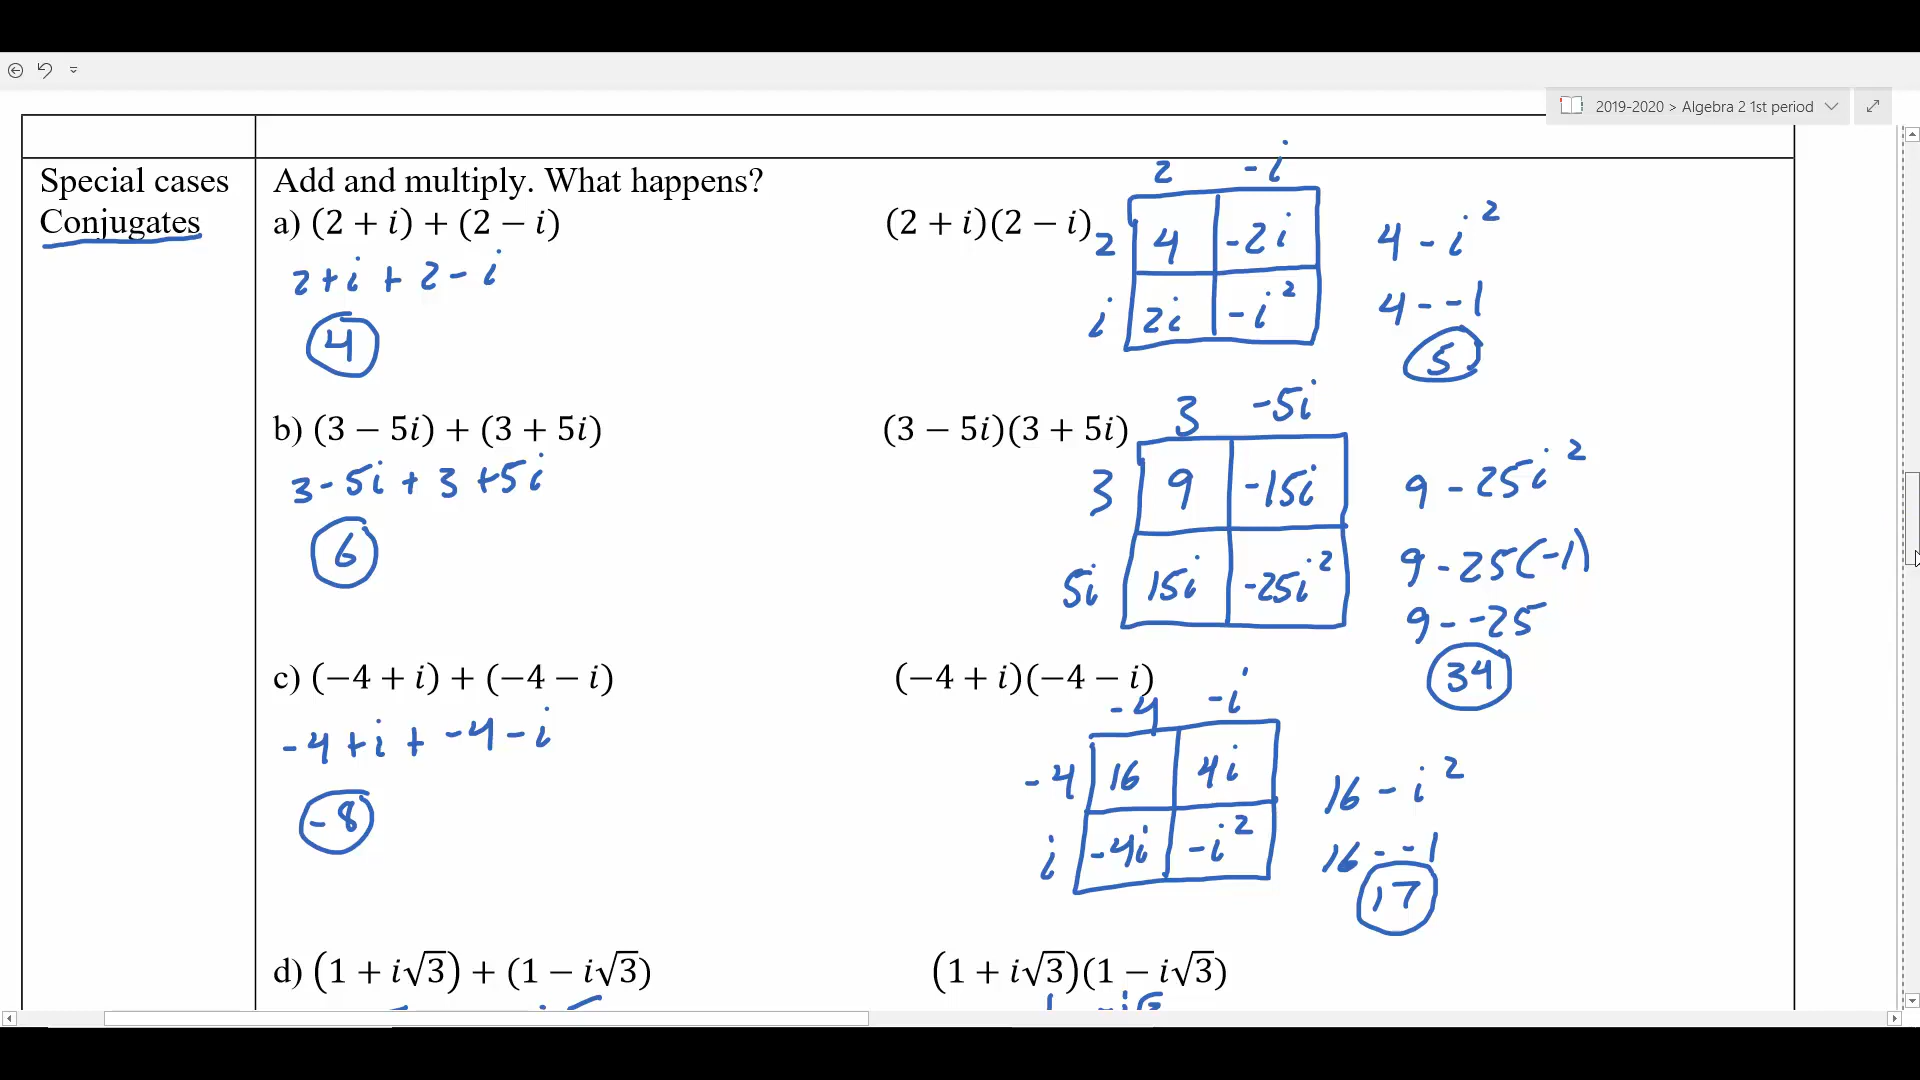 2019-2020 > Algebra 2 1st period
Special cases
Conjugates
Add and multiply. What happens?
a) (2 + i) + (2 − i)
2 + i + 2 - i
4
(2 + i)(2 − i)
2 -i
2 4 -2i
i 2i -i²
4 - i²
4 - -1
5
b) (3 − 5i) + (3 + 5i)
3 - 5i + 3 + 5i
6
(3 − 5i)(3 + 5i)
3 -5i
3 9 -15i
5i 15i -25i²
9 - 25i²
9 - 25(-1)
9 - -25
34
c) (−4 + i) + (−4 − i)
-4 + i + -4 - i
-8
(−4 + i)(−4 − i)
-4 -i
-4 16 4i
i -4i -i²
16 - i²
16 - -1
17
d) (1 + i√3) + (1 − i√3)
(1 + i√3)(1 − i√3)